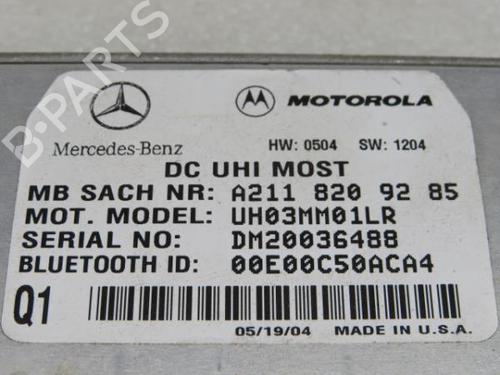 MOTOROLA
Mercedes-Benz
HW: 0504 SW: 1204
DC UHI MOST
MB SACH NR: A211 820 92 85
MOT. MODEL: UH03MM01LR
SERIAL NO: DM20036488
BLUETOOTH ID: 00E00C50ACA4
Q1
05/19/04 MADE IN U.S.A.
B-PARTS